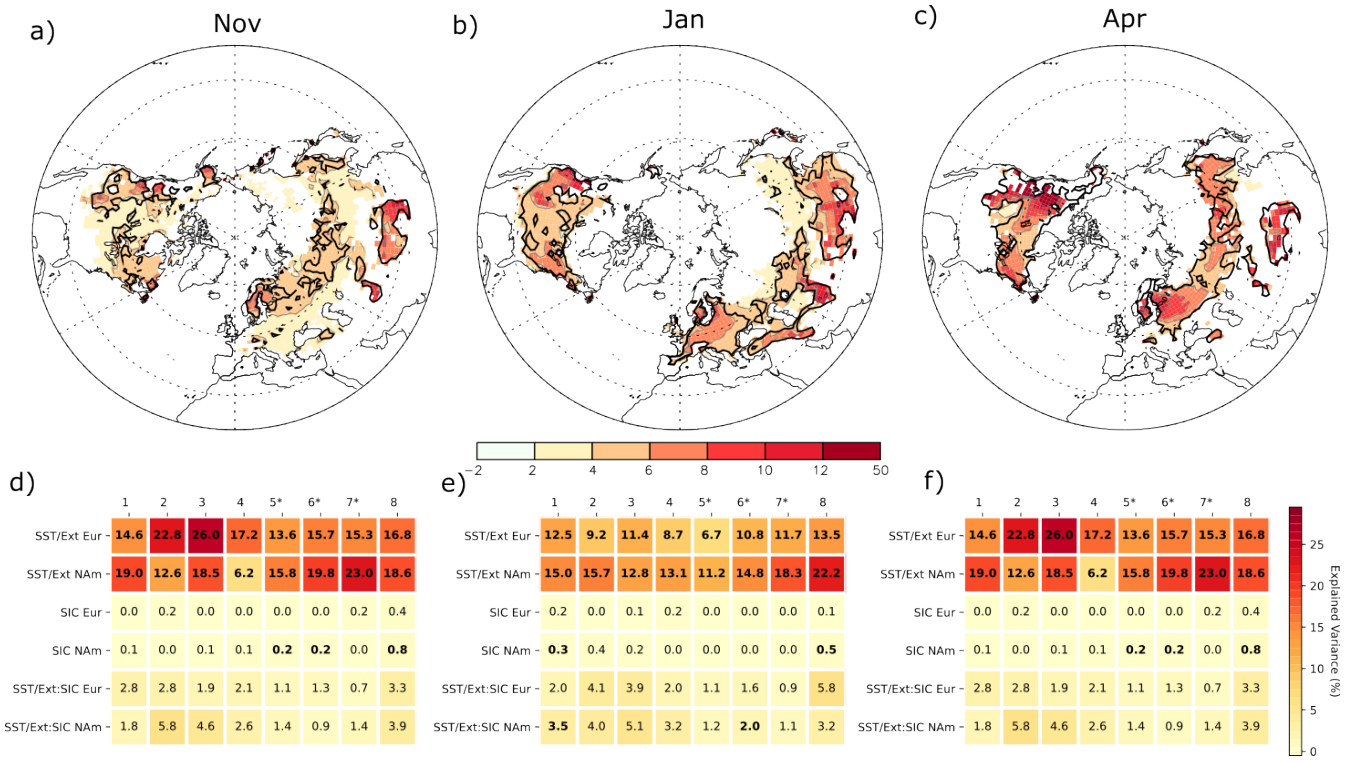 a) Nov b) Jan c) Apr
−2 2 4 6 8 10 12 50
d)
1 2 3 4 5* 6* 7* 8
SST/Ext Eur 14.6 22.8 26.0 17.2 13.6 15.7 15.3 16.8
SST/Ext NAm 19.0 12.6 18.5 6.2 15.8 19.8 23.0 18.6
SIC Eur 0.0 0.2 0.0 0.0 0.0 0.0 0.2 0.4
SIC NAm 0.1 0.0 0.1 0.1 0.2 0.2 0.0 0.8
SST/Ext:SIC Eur 2.8 2.8 1.9 2.1 1.1 1.3 0.7 3.3
SST/Ext:SIC NAm 1.8 5.8 4.6 2.6 1.4 0.9 1.4 3.9
e)
1 2 3 4 5* 6* 7* 8
SST/Ext Eur 12.5 9.2 11.4 8.7 6.7 10.8 11.7 13.5
SST/Ext NAm 15.0 15.7 12.8 13.1 11.2 14.8 18.3 22.2
SIC Eur 0.2 0.0 0.1 0.2 0.0 0.0 0.0 0.1
SIC NAm 0.3 0.4 0.2 0.0 0.0 0.0 0.0 0.5
SST/Ext:SIC Eur 2.0 4.1 3.9 2.0 1.1 1.6 0.9 5.8
SST/Ext:SIC NAm 3.5 4.0 5.1 3.2 1.2 2.0 1.1 3.2
f)
1 2 3 4 5* 6* 7* 8
SST/Ext Eur 14.6 22.8 26.0 17.2 13.6 15.7 15.3 16.8
SST/Ext NAm 19.0 12.6 18.5 6.2 15.8 19.8 23.0 18.6
SIC Eur 0.0 0.2 0.0 0.0 0.0 0.0 0.2 0.4
SIC NAm 0.1 0.0 0.1 0.1 0.2 0.2 0.0 0.8
SST/Ext:SIC Eur 2.8 2.8 1.9 2.1 1.1 1.3 0.7 3.3
SST/Ext:SIC NAm 1.8 5.8 4.6 2.6 1.4 0.9 1.4 3.9
25
20
15
10
5
0
Explained Variance (%)